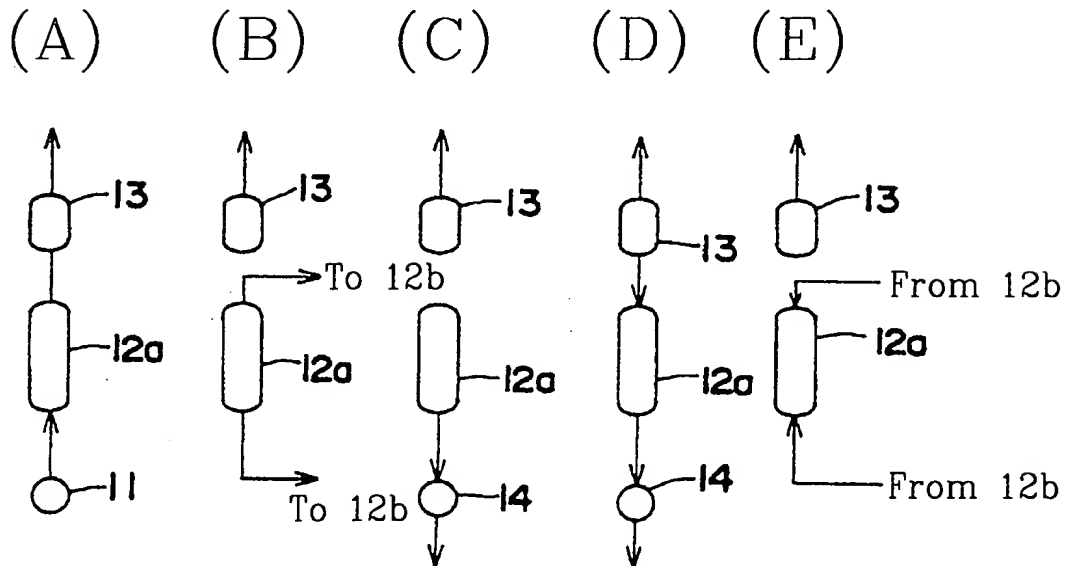 (A) (B) (C) (D) (E)
13 13 13 13 13
To 12b From 12b
12a 12a 12a 12a 12a
11 To 12b 14 14 From 12b